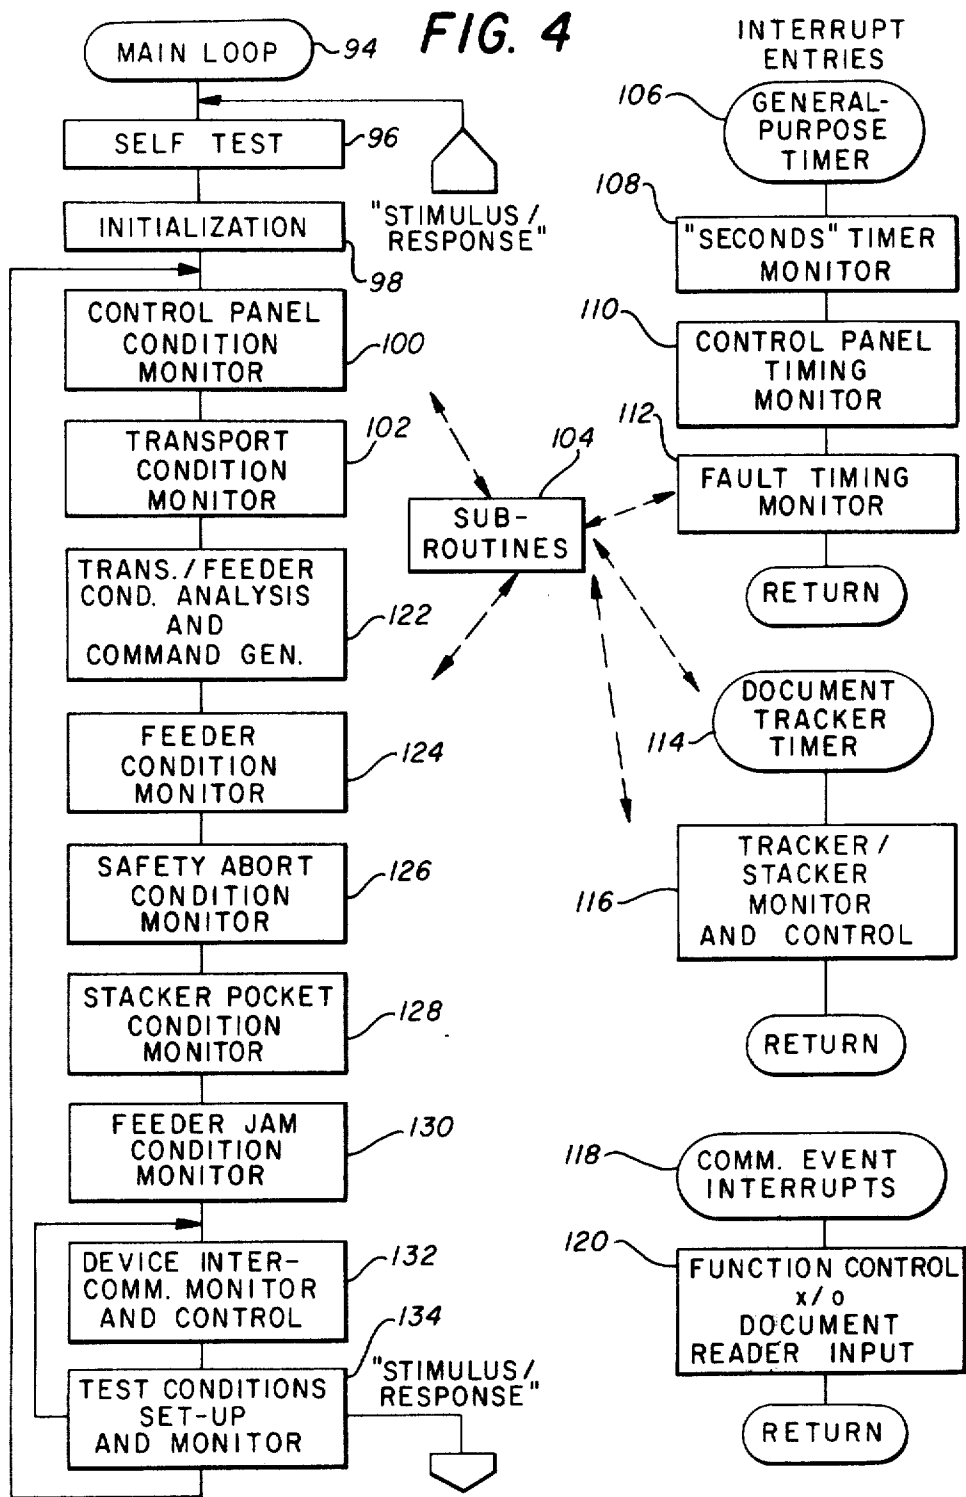 FIG. 4
MAIN LOOP
94
SELF TEST
96
"STIMULUS/
RESPONSE"
INITIALIZATION
98
CONTROL PANEL
CONDITION
MONITOR
100
TRANSPORT
CONDITION
MONITOR
102
TRANS./FEEDER
COND. ANALYSIS
AND
COMMAND GEN.
122
FEEDER
CONDITION
MONITOR
124
SAFETY ABORT
CONDITION
MONITOR
126
STACKER POCKET
CONDITION
MONITOR
128
FEEDER JAM
CONDITION
MONITOR
130
DEVICE INTER-
COMM. MONITOR
AND CONTROL
132
TEST CONDITIONS
SET-UP
AND MONITOR
134
"STIMULUS/
RESPONSE"
104
SUB-
ROUTINES
INTERRUPT
ENTRIES
106
GENERAL-
PURPOSE
TIMER
108
"SECONDS" TIMER
MONITOR
110
CONTROL PANEL
TIMING
MONITOR
112
FAULT TIMING
MONITOR
RETURN
DOCUMENT
TRACKER
TIMER
114
TRACKER/
STACKER
MONITOR
AND CONTROL
116
RETURN
118
COMM. EVENT
INTERRUPTS
120
FUNCTION CONTROL
x/o
DOCUMENT
READER INPUT
RETURN